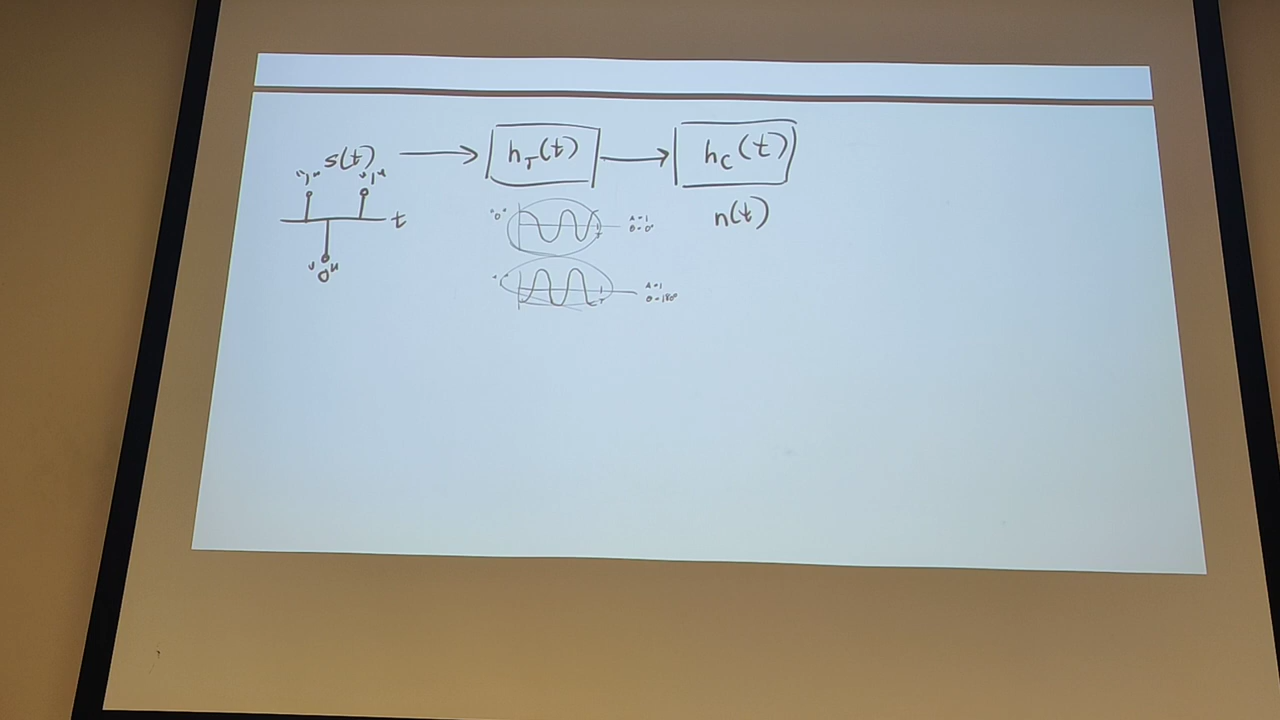 s(t)
h_T(t)
h_C(t)
"1"
"1"
t
"0"
n(t)
"0"
A=1
θ=0°
A=1
θ=180°